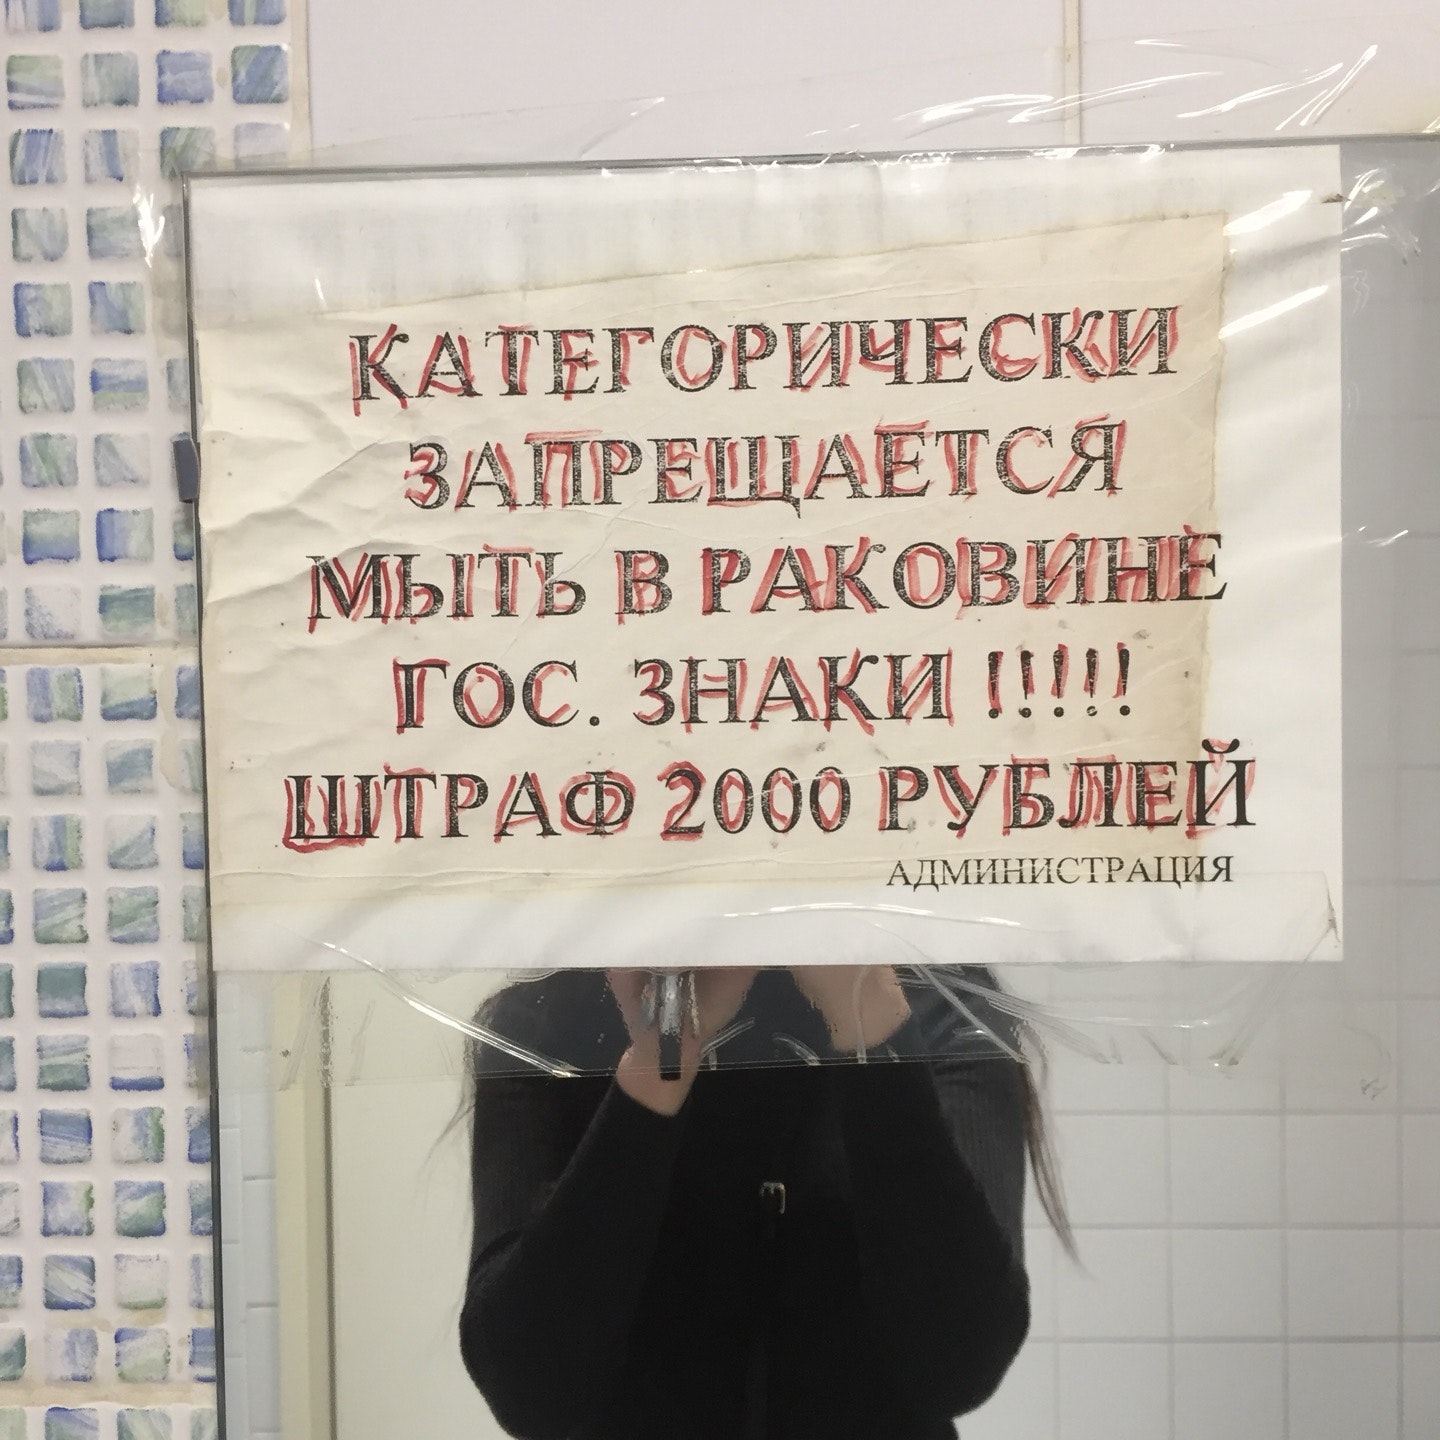 КАТЕГОРИЧЕСКИ
ЗАПРЕЩАЕТСЯ
МЫТЬ В РАКОВИНЕ
ГОС. ЗНАКИ !!!!!
ШТРАФ 2000 РУБЛЕЙ
АДМИНИСТРАЦИЯ